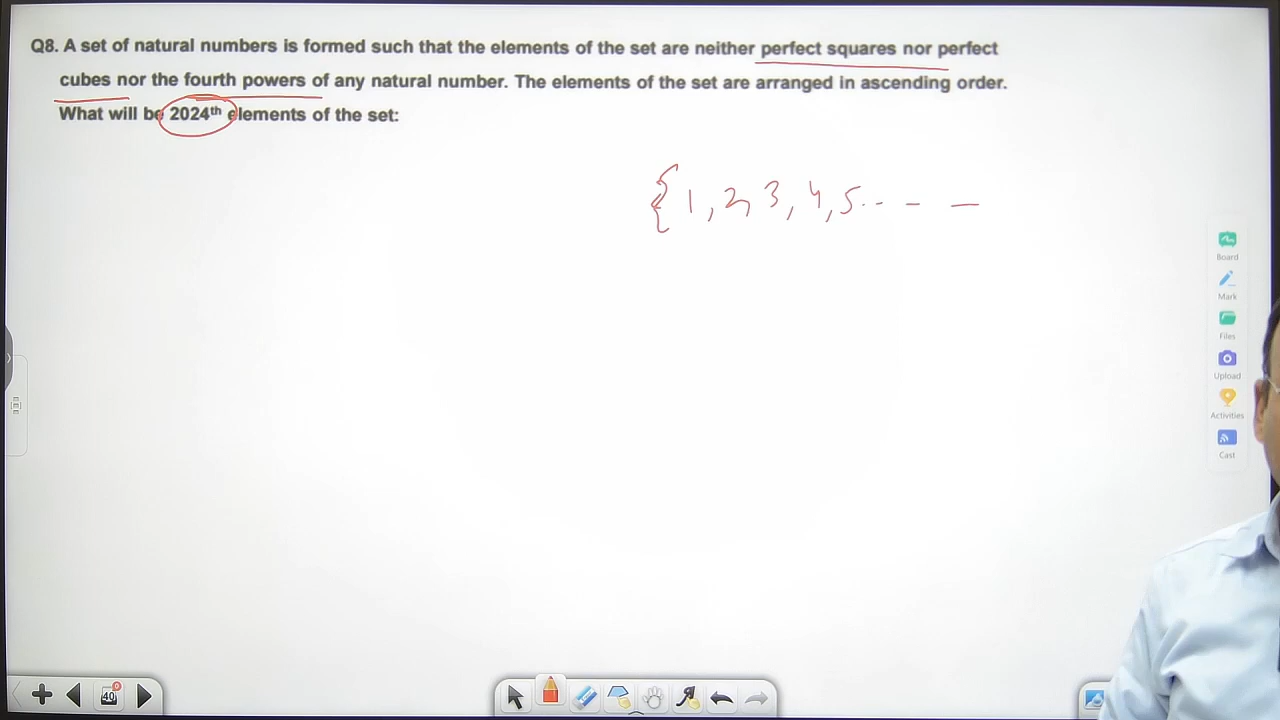 Q8. A set of natural numbers is formed such that the elements of the set are neither perfect squares nor perfect
cubes nor the fourth powers of any natural number. The elements of the set are arranged in ascending order.
What will be 2024th elements of the set:
{1, 2, 3, 4, 5.. – –
Board
Mark
Files
Upload
Activities
Cast
40